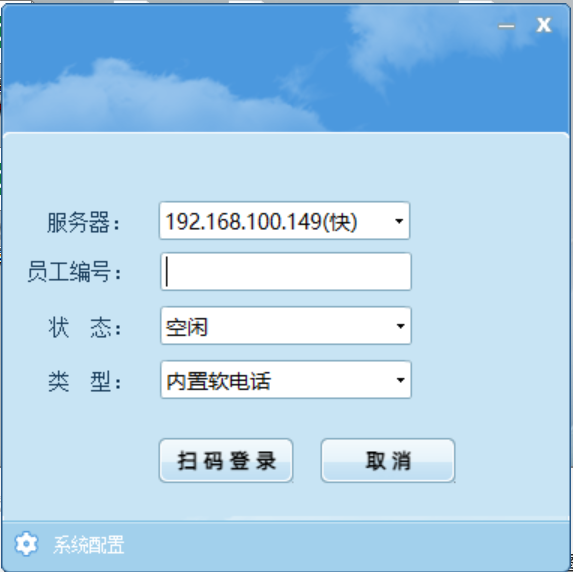 服务器： 192.168.100.149(快)
员工编号：
状 态： 空闲
类 型： 内置软电话
扫码登录 取消
系统配置